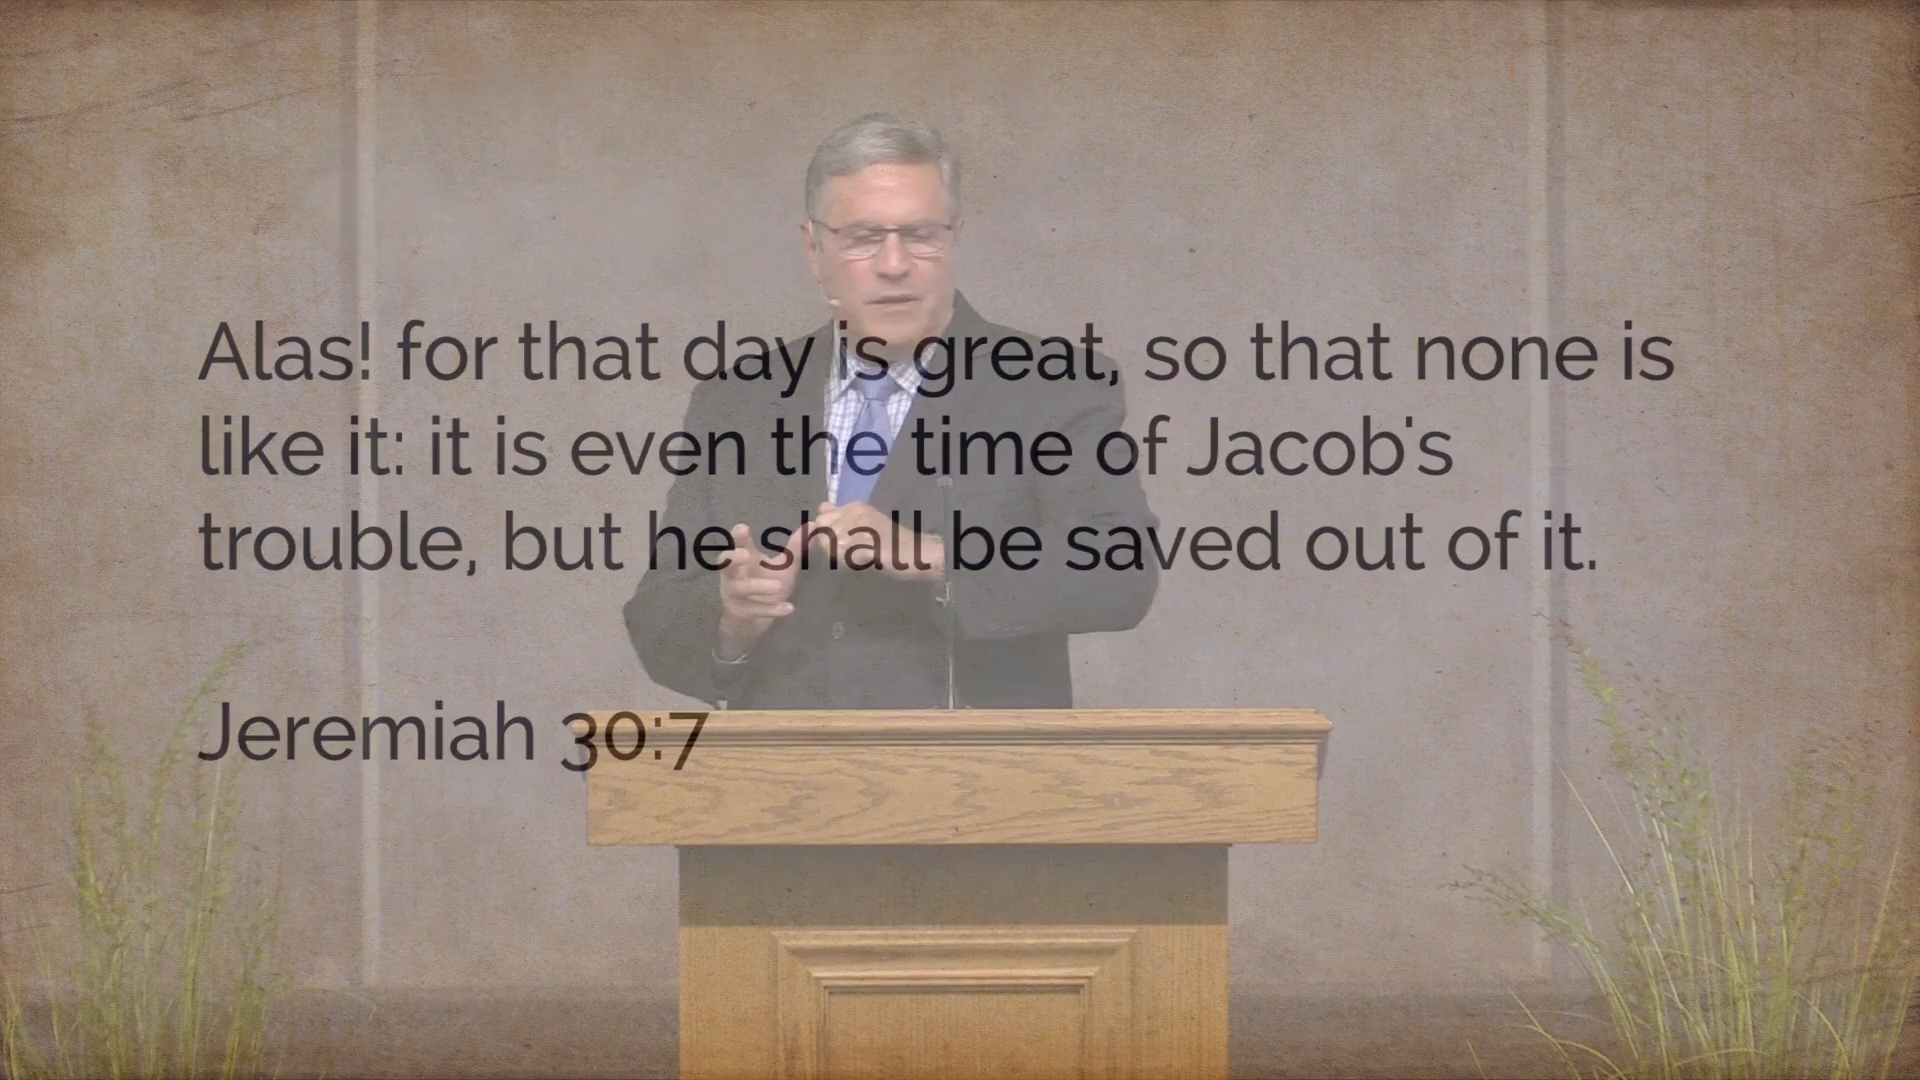 Alas! for that day is great, so that none is
like it: it is even the time of Jacob's
trouble, but he shall be saved out of it.
Jeremiah 30:7